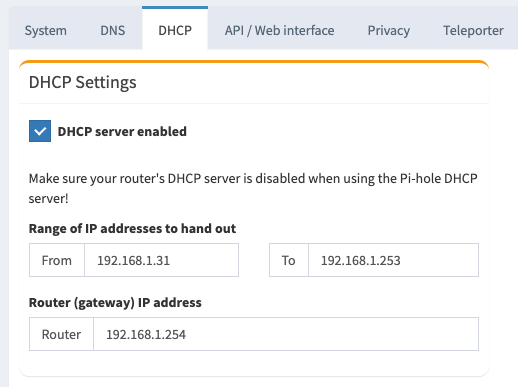 System DNS DHCP API / Web interface Privacy Teleporter
DHCP Settings
DHCP server enabled
Make sure your router's DHCP server is disabled when using the Pi-hole DHCP
server!
Range of IP addresses to hand out
From 192.168.1.31 To 192.168.1.253
Router (gateway) IP address
Router 192.168.1.254